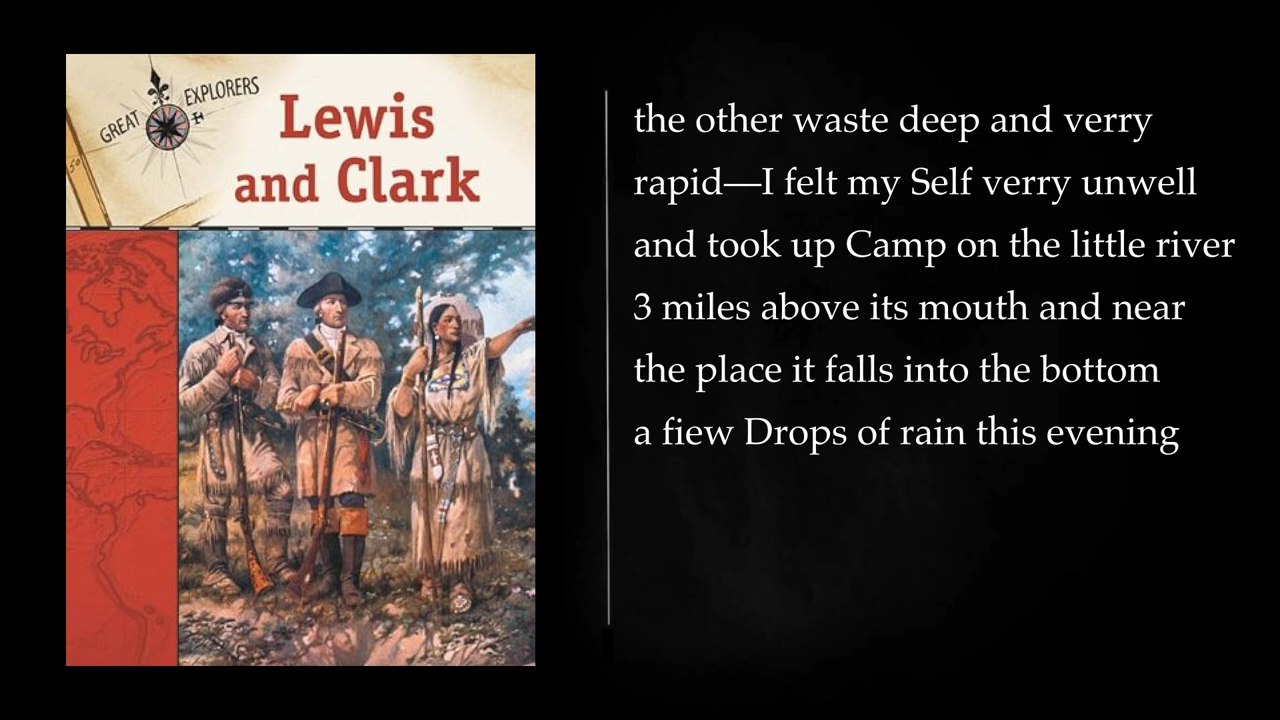 GREAT EXPLORERS
Lewis
and Clark
50
the other waste deep and verry
rapid—I felt my Self verry unwell
and took up Camp on the little river
3 miles above its mouth and near
the place it falls into the bottom
a fiew Drops of rain this evening